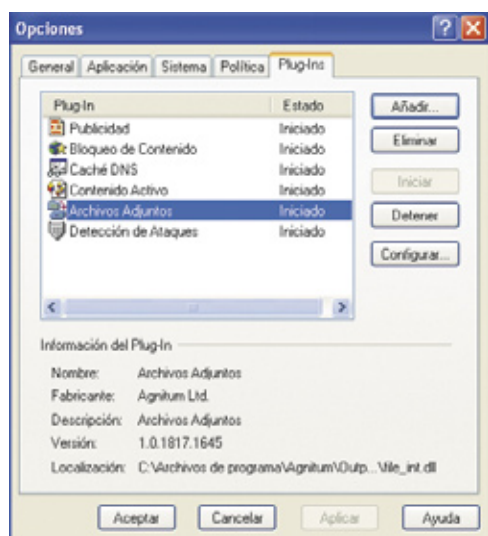 Opciones
General Aplicación Sistema Política Plug-Ins
Plug-In Estado
Publicidad Iniciado
Bloqueo de Contenido Iniciado
Caché DNS Iniciado
Contenido Activo Iniciado
Archivos Adjuntos Iniciado
Detección de Ataques Iniciado
Añadir...
Eliminar
Iniciar
Detener
Configurar...
Información del Plug-In
Nombre: Archivos Adjuntos
Fabricante: Agnitum Ltd.
Descripción: Archivos Adjuntos
Versión: 1.0.1817.1645
Localización: C:\Archivos de programa\Agnitum\Outp...\file_int.dll
Aceptar Cancelar Aplicar Ayuda